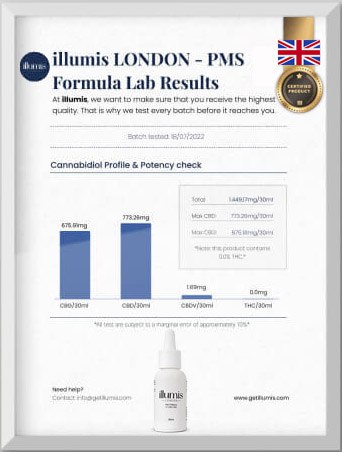 illumis
illumis LONDON - PMS
Formula Lab Results
At illumis, we want to make sure that you receive the highest
quality. That is why we test every batch before it reaches you.
CERTIFIED
PRODUCT
Batch tested: 18/07/2022
Cannabidiol Profile & Potency check
Total 1,449.17mg/30ml
Max CBD: 773.26mg/30ml
Max CBG: 675.91mg/30ml
*Note this product contains
0.0% THC.*
675.91mg
773.26mg
1.69mg
0.0mg
CBG/30ml
CBD/30ml
CBDV/30ml
THC/30ml
*All test are subject to a marginal error of approximately 10%*
illumis
Need help?
Contact: info@getillumis.com
www.getillumis.com